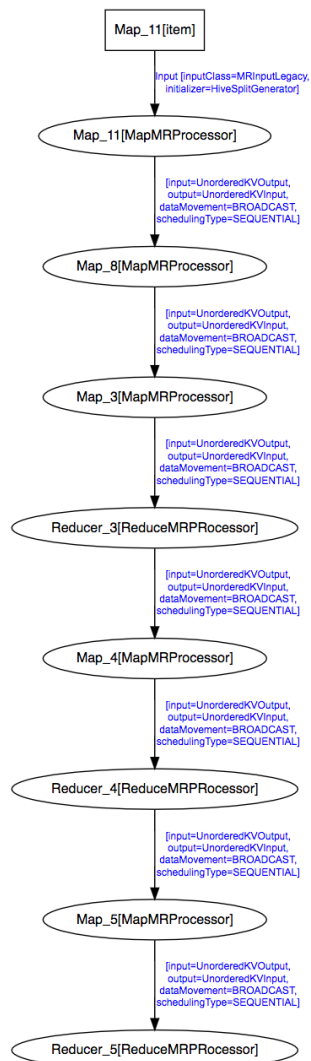 Map_11[item]
Input [inputClass=MRInputLegacy,
initializer=HiveSplitGenerator]
Map_11[MapMRProcessor]
[input=UnorderedKVOutput,
output=UnorderedKVInput,
dataMovement=BROADCAST,
schedulingType=SEQUENTIAL]
Map_8[MapMRProcessor]
[input=UnorderedKVOutput,
output=UnorderedKVInput,
dataMovement=BROADCAST,
schedulingType=SEQUENTIAL]
Map_3[MapMRProcessor]
[input=UnorderedKVOutput,
output=UnorderedKVInput,
dataMovement=BROADCAST,
schedulingType=SEQUENTIAL]
Reducer_3[ReduceMRPRocessor]
[input=UnorderedKVOutput,
output=UnorderedKVInput,
dataMovement=BROADCAST,
schedulingType=SEQUENTIAL]
Map_4[MapMRProcessor]
[input=UnorderedKVOutput,
output=UnorderedKVInput,
dataMovement=BROADCAST,
schedulingType=SEQUENTIAL]
Reducer_4[ReduceMRPRocessor]
[input=UnorderedKVOutput,
output=UnorderedKVInput,
dataMovement=BROADCAST,
schedulingType=SEQUENTIAL]
Map_5[MapMRProcessor]
[input=UnorderedKVOutput,
output=UnorderedKVInput,
dataMovement=BROADCAST,
schedulingType=SEQUENTIAL]
Reducer_5[ReduceMRPRocessor]